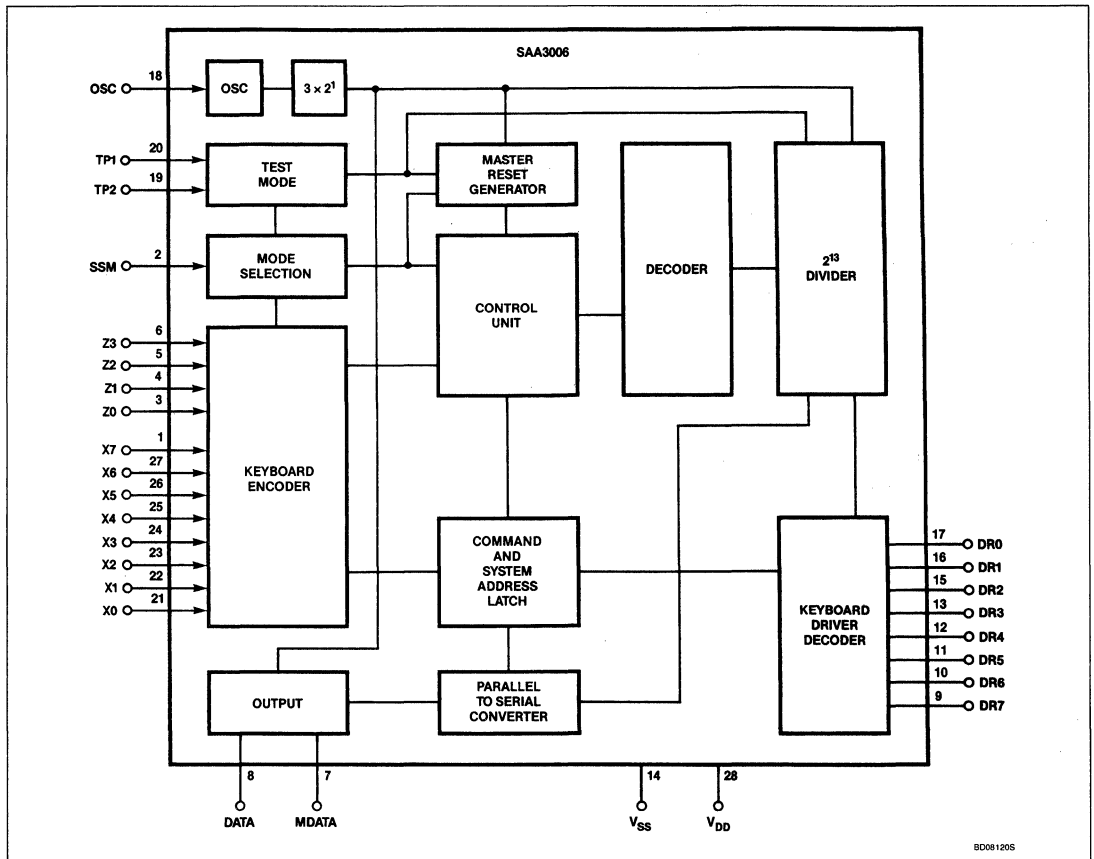 SAA3006
OSC 18
OSC
3 × 2¹
TP1 20
TP2 19
TEST
MODE
MASTER
RESET
GENERATOR
SSM 2
MODE
SELECTION
CONTROL
UNIT
DECODER
2¹³
DIVIDER
Z3 6
Z2 5
Z1 4
Z0 3
X7 1
X6 27
X5 26
X4 25
X3 24
X2 23
X1 22
X0 21
KEYBOARD
ENCODER
COMMAND
AND
SYSTEM
ADDRESS
LATCH
KEYBOARD
DRIVER
DECODER
17 DR0
16 DR1
15 DR2
13 DR3
12 DR4
11 DR5
10 DR6
9 DR7
OUTPUT
PARALLEL
TO SERIAL
CONVERTER
8 7 14 28
DATA MDATA VSS VDD
BD08120S